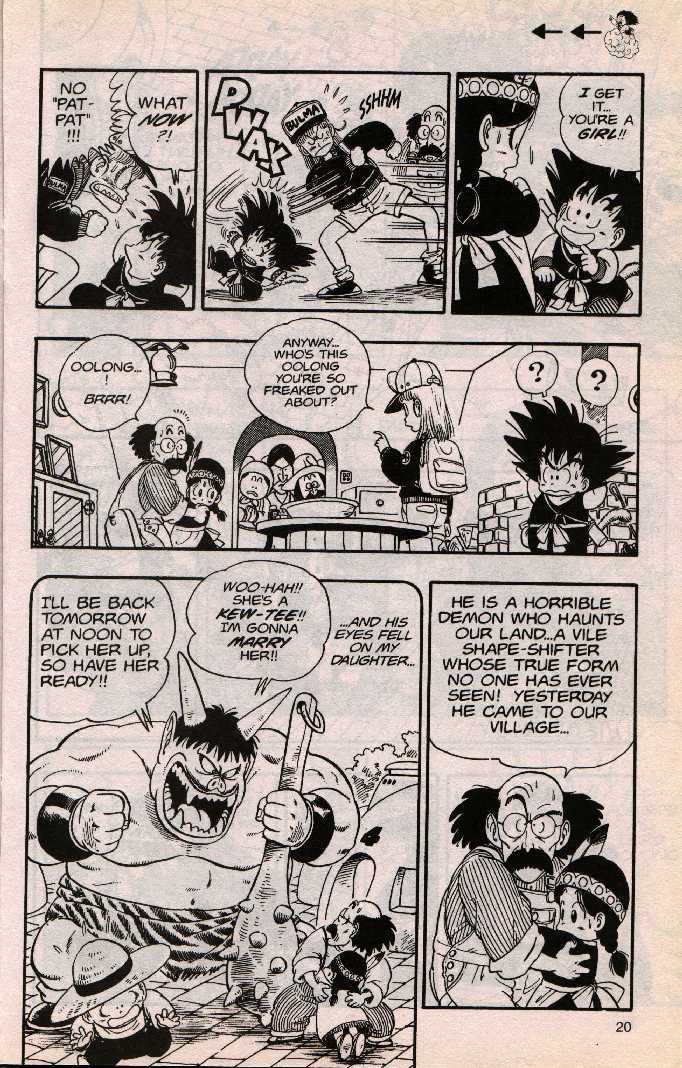 I GET
IT...
YOU'RE A
GIRL!!
PWAX
BULMA
SSHHM
WHAT
NOW
?!
NO
"PAT-
PAT"
!!!
?
?
ANYWAY...
WHO'S THIS
OOLONG
YOU'RE SO
FREAKED OUT
ABOUT?
OOLONG...
!
BRRR!
HE IS A HORRIBLE
DEMON WHO HAUNTS
OUR LAND...A VILE
SHAPE-SHIFTER
WHOSE TRUE FORM
NO ONE HAS EVER
SEEN! YESTERDAY
HE CAME TO OUR
VILLAGE...
...AND HIS
EYES FELL
ON MY
DAUGHTER...
WOO-HAH!!
SHE'S A
KEW-TEE!!
I'M GONNA
MARRY
HER!!
I'LL BE BACK
TOMORROW
AT NOON TO
PICK HER UP,
SO HAVE HER
READY!!
20